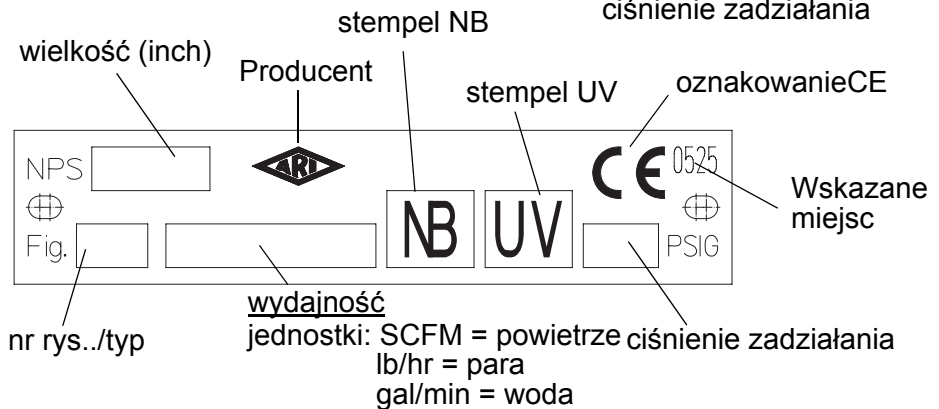 ciśnienie zadziałania
stempel NB
wielkość (inch)
Producent
stempel UV
oznakowanieCE
NPS
ARI
CE 0525
Wskazane
miejsc
Fig.
NB
UV
PSIG
nr rys../typ
wydajność
jednostki: SCFM = powietrze
lb/hr = para
gal/min = woda
ciśnienie zadziałania